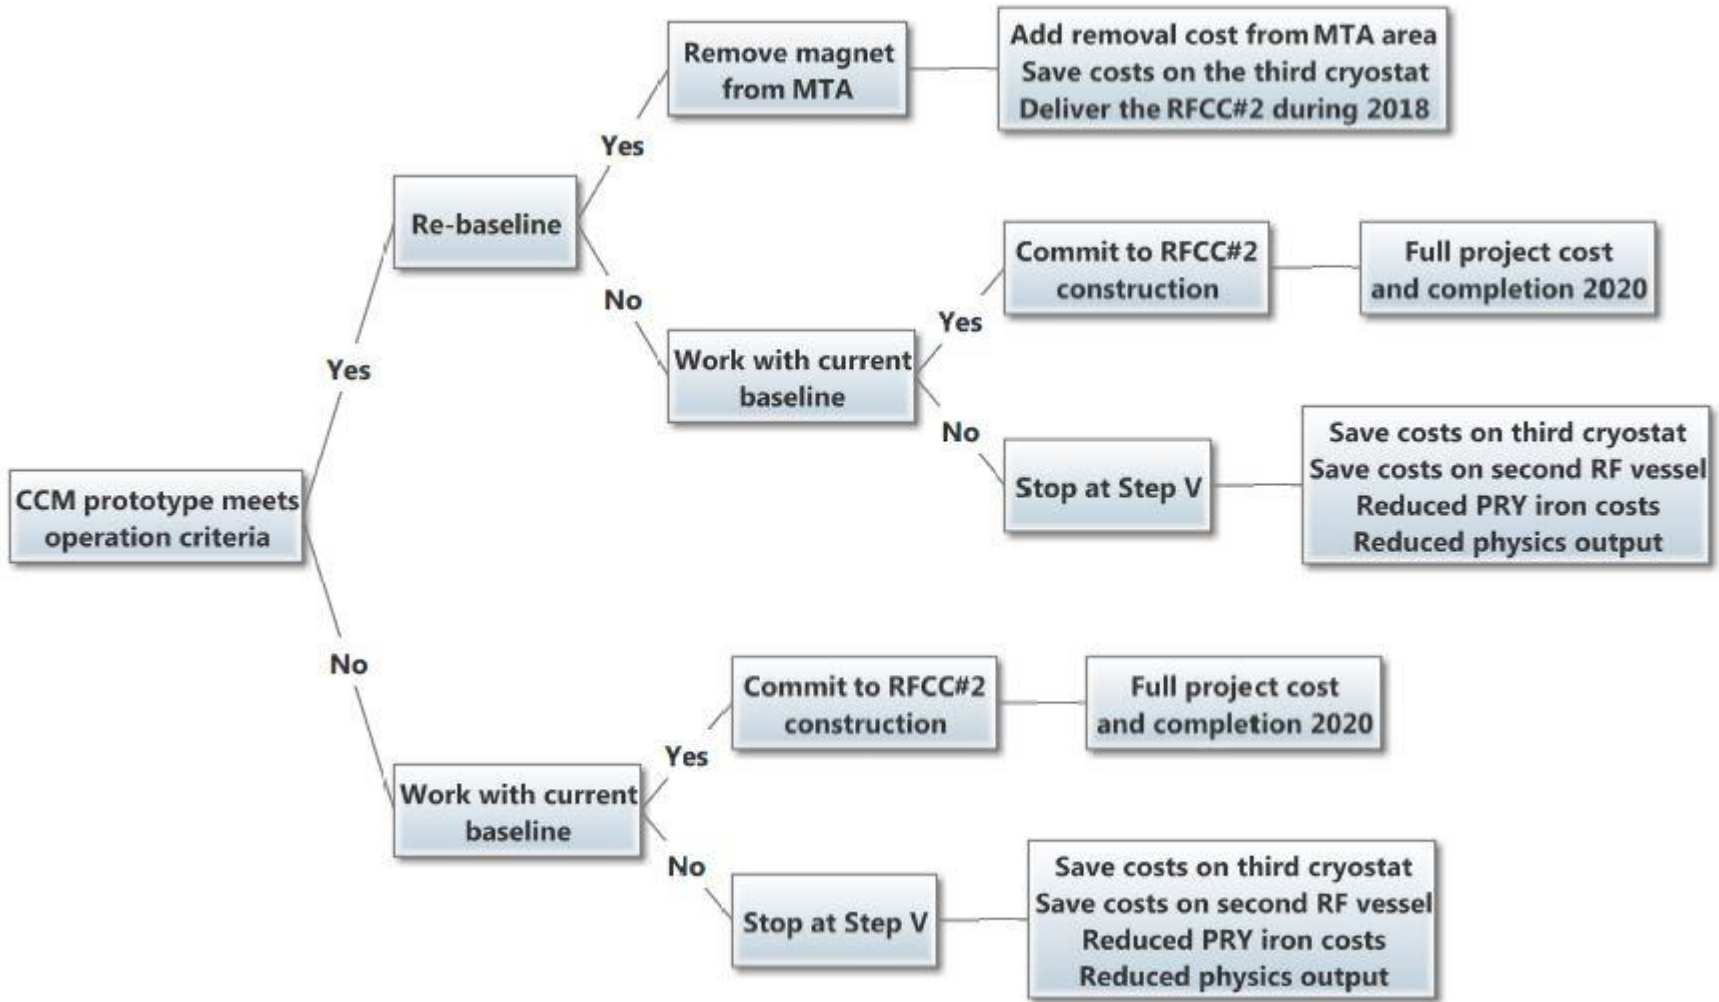 Remove magnet
from MTA
Add removal cost from MTA area
Save costs on the third cryostat
Deliver the RFCC#2 during 2018
Yes
Re-baseline
No
Commit to RFCC#2
construction
Full project cost
and completion 2020
Yes
Work with current
baseline
No
Stop at Step V
Save costs on third cryostat
Save costs on second RF vessel
Reduced PRY iron costs
Reduced physics output
Yes
CCM prototype meets
operation criteria
No
Commit to RFCC#2
construction
Full project cost
and completion 2020
Yes
Work with current
baseline
No
Stop at Step V
Save costs on third cryostat
Save costs on second RF vessel
Reduced PRY iron costs
Reduced physics output